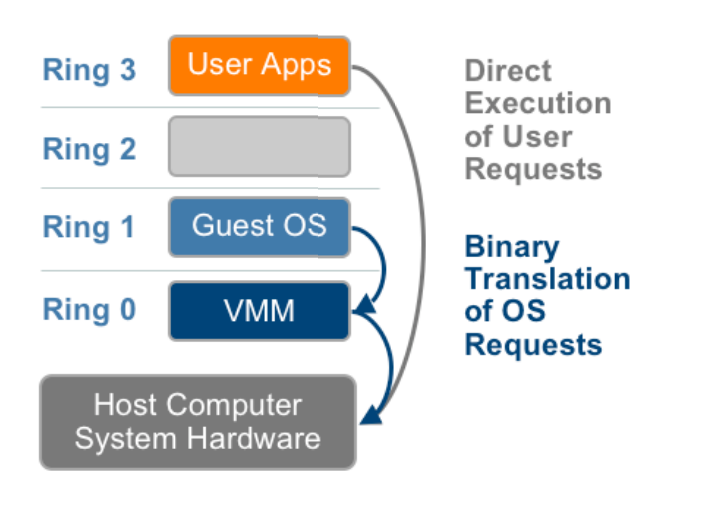 Ring 3
User Apps
Direct
Execution
of User
Requests
Ring 2
Ring 1
Guest OS
Binary
Translation
of OS
Requests
Ring 0
VMM
Host Computer
System Hardware